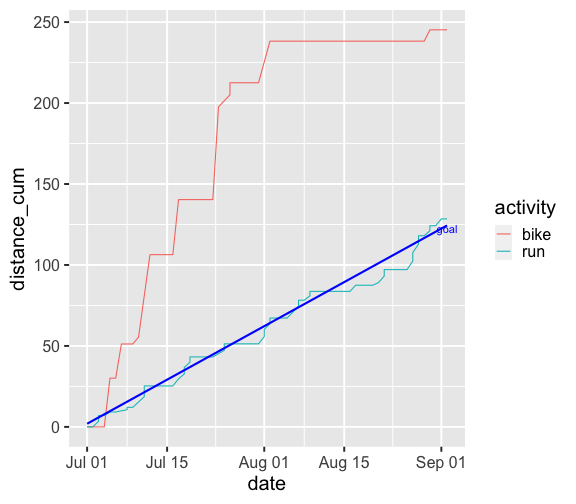 250
200
150
100
50
0
distance_cum
goal
activity
bike
run
Jul 01 Jul 15 Aug 01 Aug 15 Sep 01
date